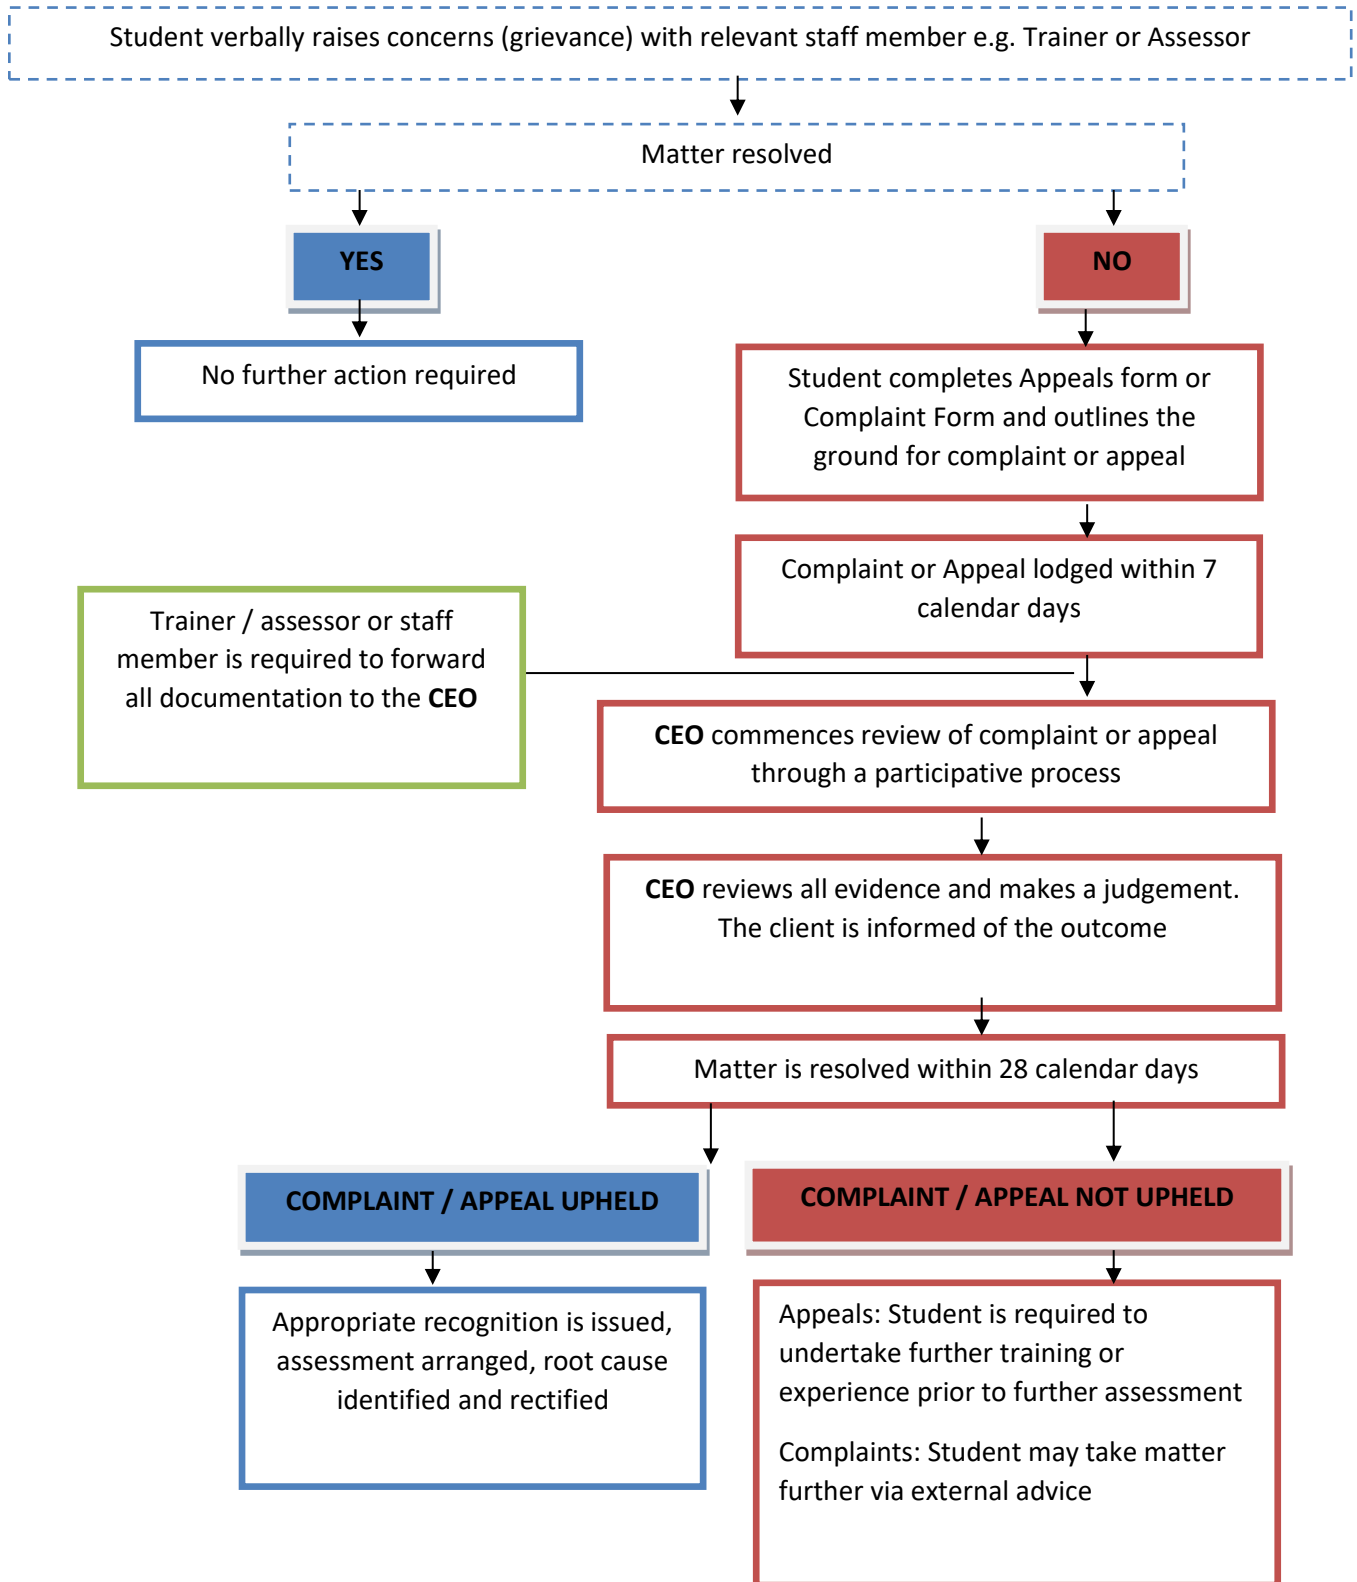 Student verbally raises concerns (grievance) with relevant staff member e.g. Trainer or Assessor
Matter resolved
YES
NO
No further action required
Student completes Appeals form or
Complaint Form and outlines the
ground for complaint or appeal
Complaint or Appeal lodged within 7
calendar days
Trainer / assessor or staff
member is required to forward
all documentation to the CEO
CEO commences review of complaint or appeal
through a participative process
CEO reviews all evidence and makes a judgement.
The client is informed of the outcome
Matter is resolved within 28 calendar days
COMPLAINT / APPEAL UPHELD
COMPLAINT / APPEAL NOT UPHELD
Appropriate recognition is issued,
assessment arranged, root cause
identified and rectified
Appeals: Student is required to
undertake further training or
experience prior to further assessment
Complaints: Student may take matter
further via external advice